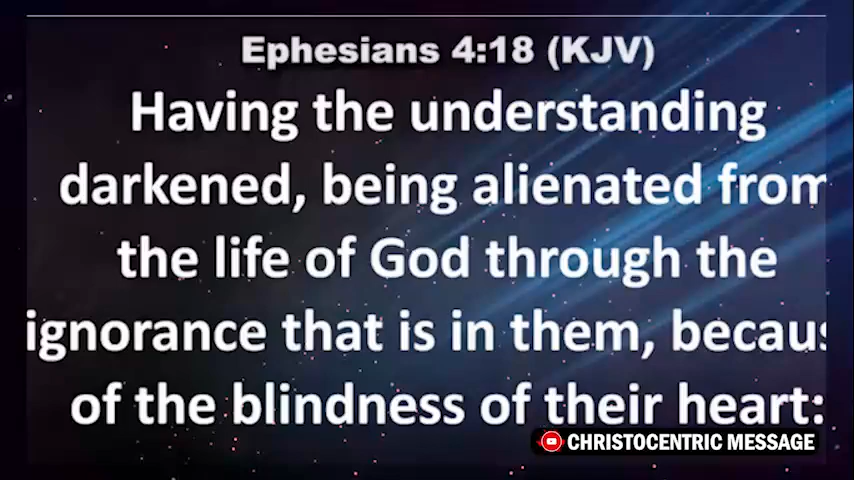 Ephesians 4:18 (KJV)
Having the understanding
darkened, being alienated from
the life of God through the
ignorance that is in them, becaus
of the blindness of their heart:
CHRISTOCENTRIC MESSAGE